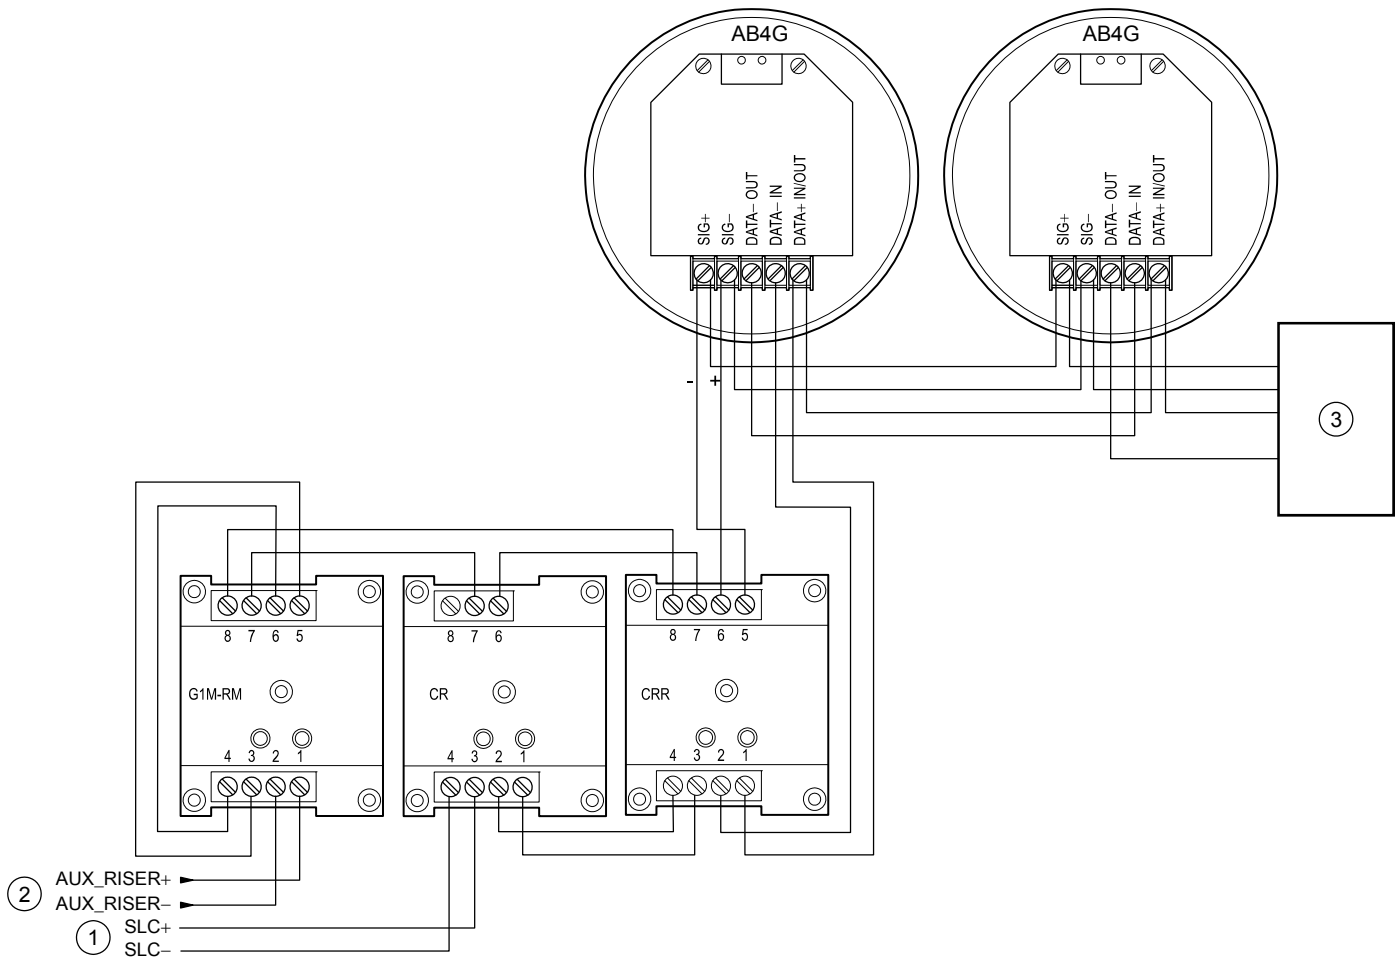 AB4G
AB4G
SIG+
SIG−
DATA− OUT
DATA− IN
DATA+ IN/OUT
SIG+
SIG−
DATA− OUT
DATA− IN
DATA+ IN/OUT
- +
3
8 7 6 5
8 7 6
8 7 6 5
G1M-RM
CR
CRR
4 3 2 1
4 3 2 1
4 3 2 1
2
AUX_RISER+
AUX_RISER−
1
SLC+
SLC−